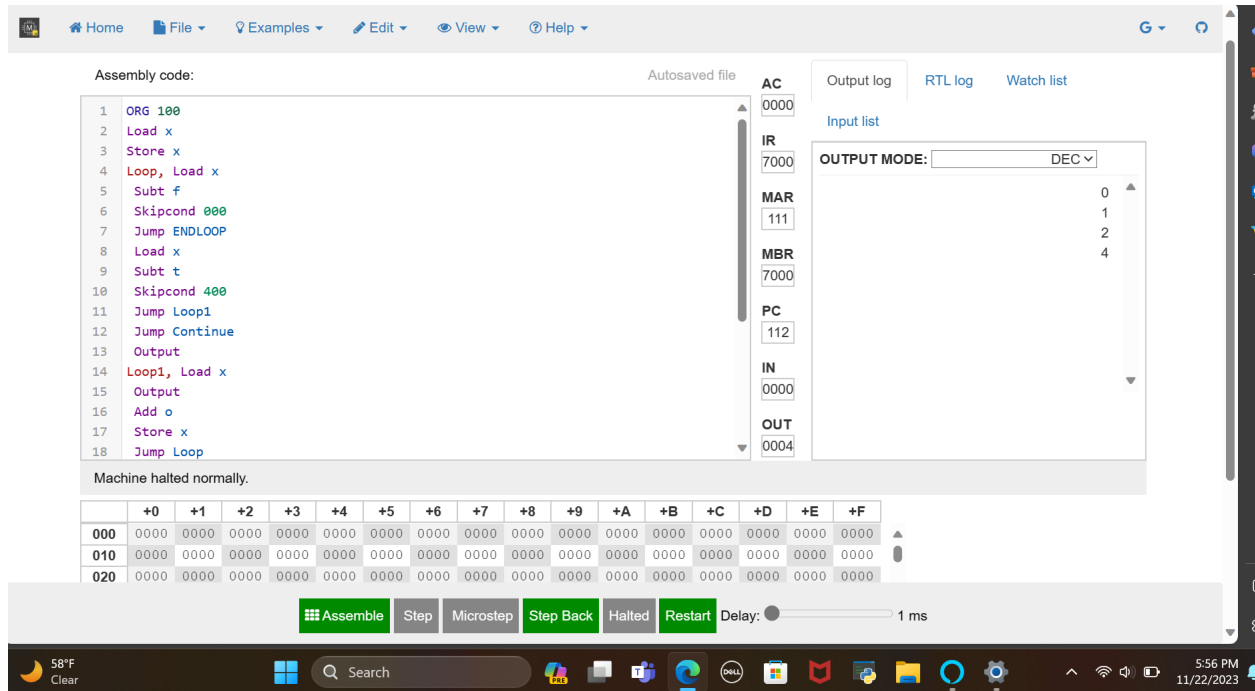 Home File Examples Edit View Help G
Assembly code: Autosaved file
1 ORG 100
2 Load x
3 Store x
4 Loop, Load x
5 Subt f
6 Skipcond 000
7 Jump ENDLOOP
8 Load x
9 Subt t
10 Skipcond 400
11 Jump Loop1
12 Jump Continue
13 Output
14 Loop1, Load x
15 Output
16 Add o
17 Store x
18 Jump Loop
AC
0000
IR
7000
MAR
111
MBR
7000
PC
112
IN
0000
OUT
0004
Output log RTL log Watch list
Input list
OUTPUT MODE: DEC
0
1
2
4
Machine halted normally.
+0 +1 +2 +3 +4 +5 +6 +7 +8 +9 +A +B +C +D +E +F
000 0000 0000 0000 0000 0000 0000 0000 0000 0000 0000 0000 0000 0000 0000 0000 0000
010 0000 0000 0000 0000 0000 0000 0000 0000 0000 0000 0000 0000 0000 0000 0000 0000
020 0000 0000 0000 0000 0000 0000 0000 0000 0000 0000 0000 0000 0000 0000 0000 0000
Assemble Step Microstep Step Back Halted Restart Delay: 1 ms
58°F
Clear
Search
PRE
DELL
5:56 PM
11/22/2023